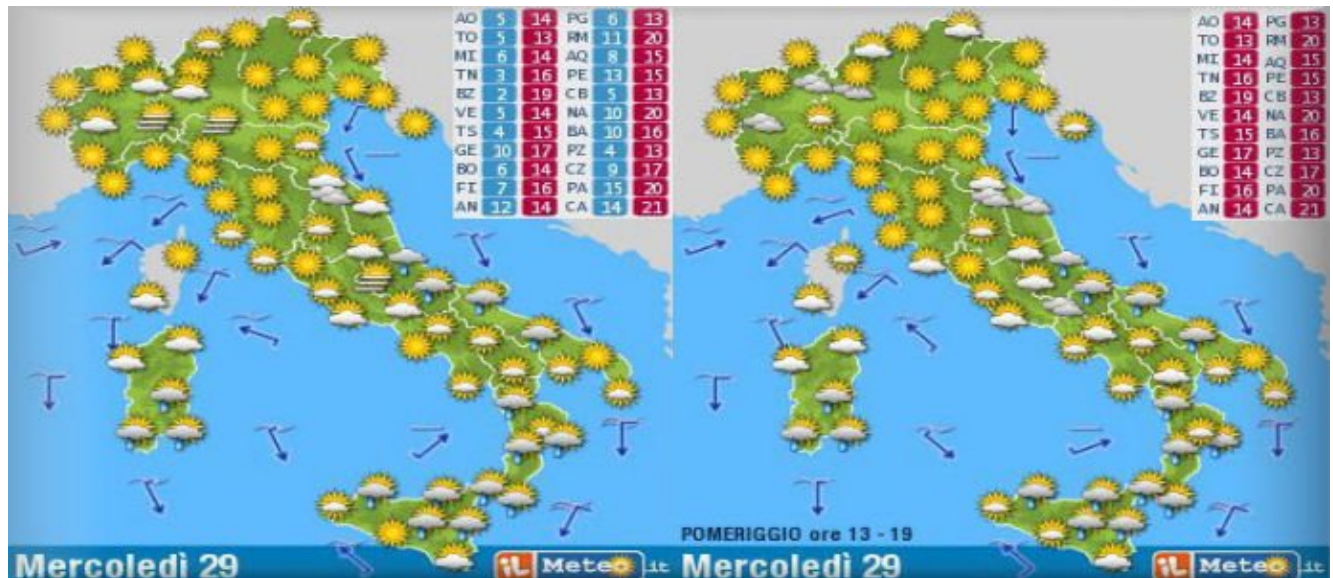 AO 5 14 PG 6 13
TO 5 13 RM 11 20
MI 6 14 AQ 8 15
TN 3 16 PE 13 15
BZ 2 19 CB 5 13
VE 5 14 NA 10 20
TS 4 15 BA 10 16
GE 10 17 PZ 4 13
BO 6 14 CZ 9 17
FI 7 16 PA 15 20
AN 12 14 CA 14 21
Mercoledì 29
iL Meteo.it
AO 14 PG 13
TO 13 RM 20
MI 14 AQ 15
TN 16 PE 15
BZ 19 CB 13
VE 14 NA 20
TS 15 BA 16
GE 17 PZ 13
BO 14 CZ 17
FI 16 PA 20
AN 14 CA 21
POMERIGGIO ore 13 - 19
Mercoledì 29
iL Meteo.it